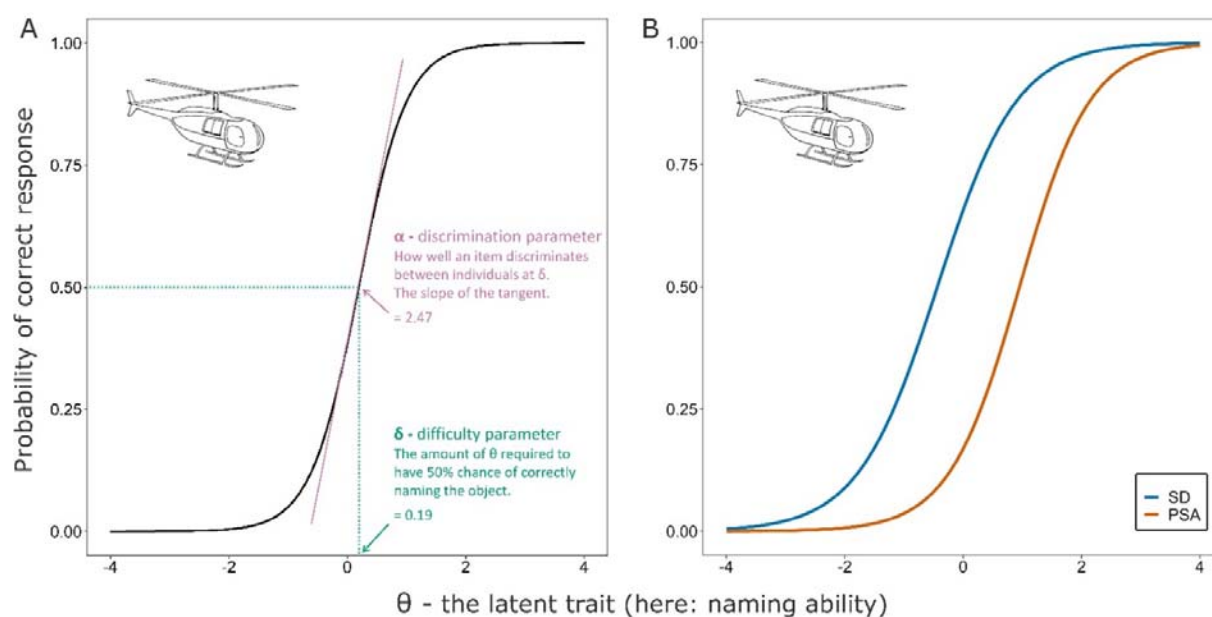 A
B
Probability of correct response
1.00
0.75
0.50
0.25
0.00
α - discrimination parameter
How well an item discriminates
between individuals at δ.
The slope of the tangent.
= 2.47
δ - difficulty parameter
The amount of θ required to
have 50% chance of correctly
naming the object.
= 0.19
-4
-2
0
2
4
1.00
0.75
0.50
0.25
0.00
SD
PSA
-4
-2
0
2
4
θ - the latent trait (here: naming ability)